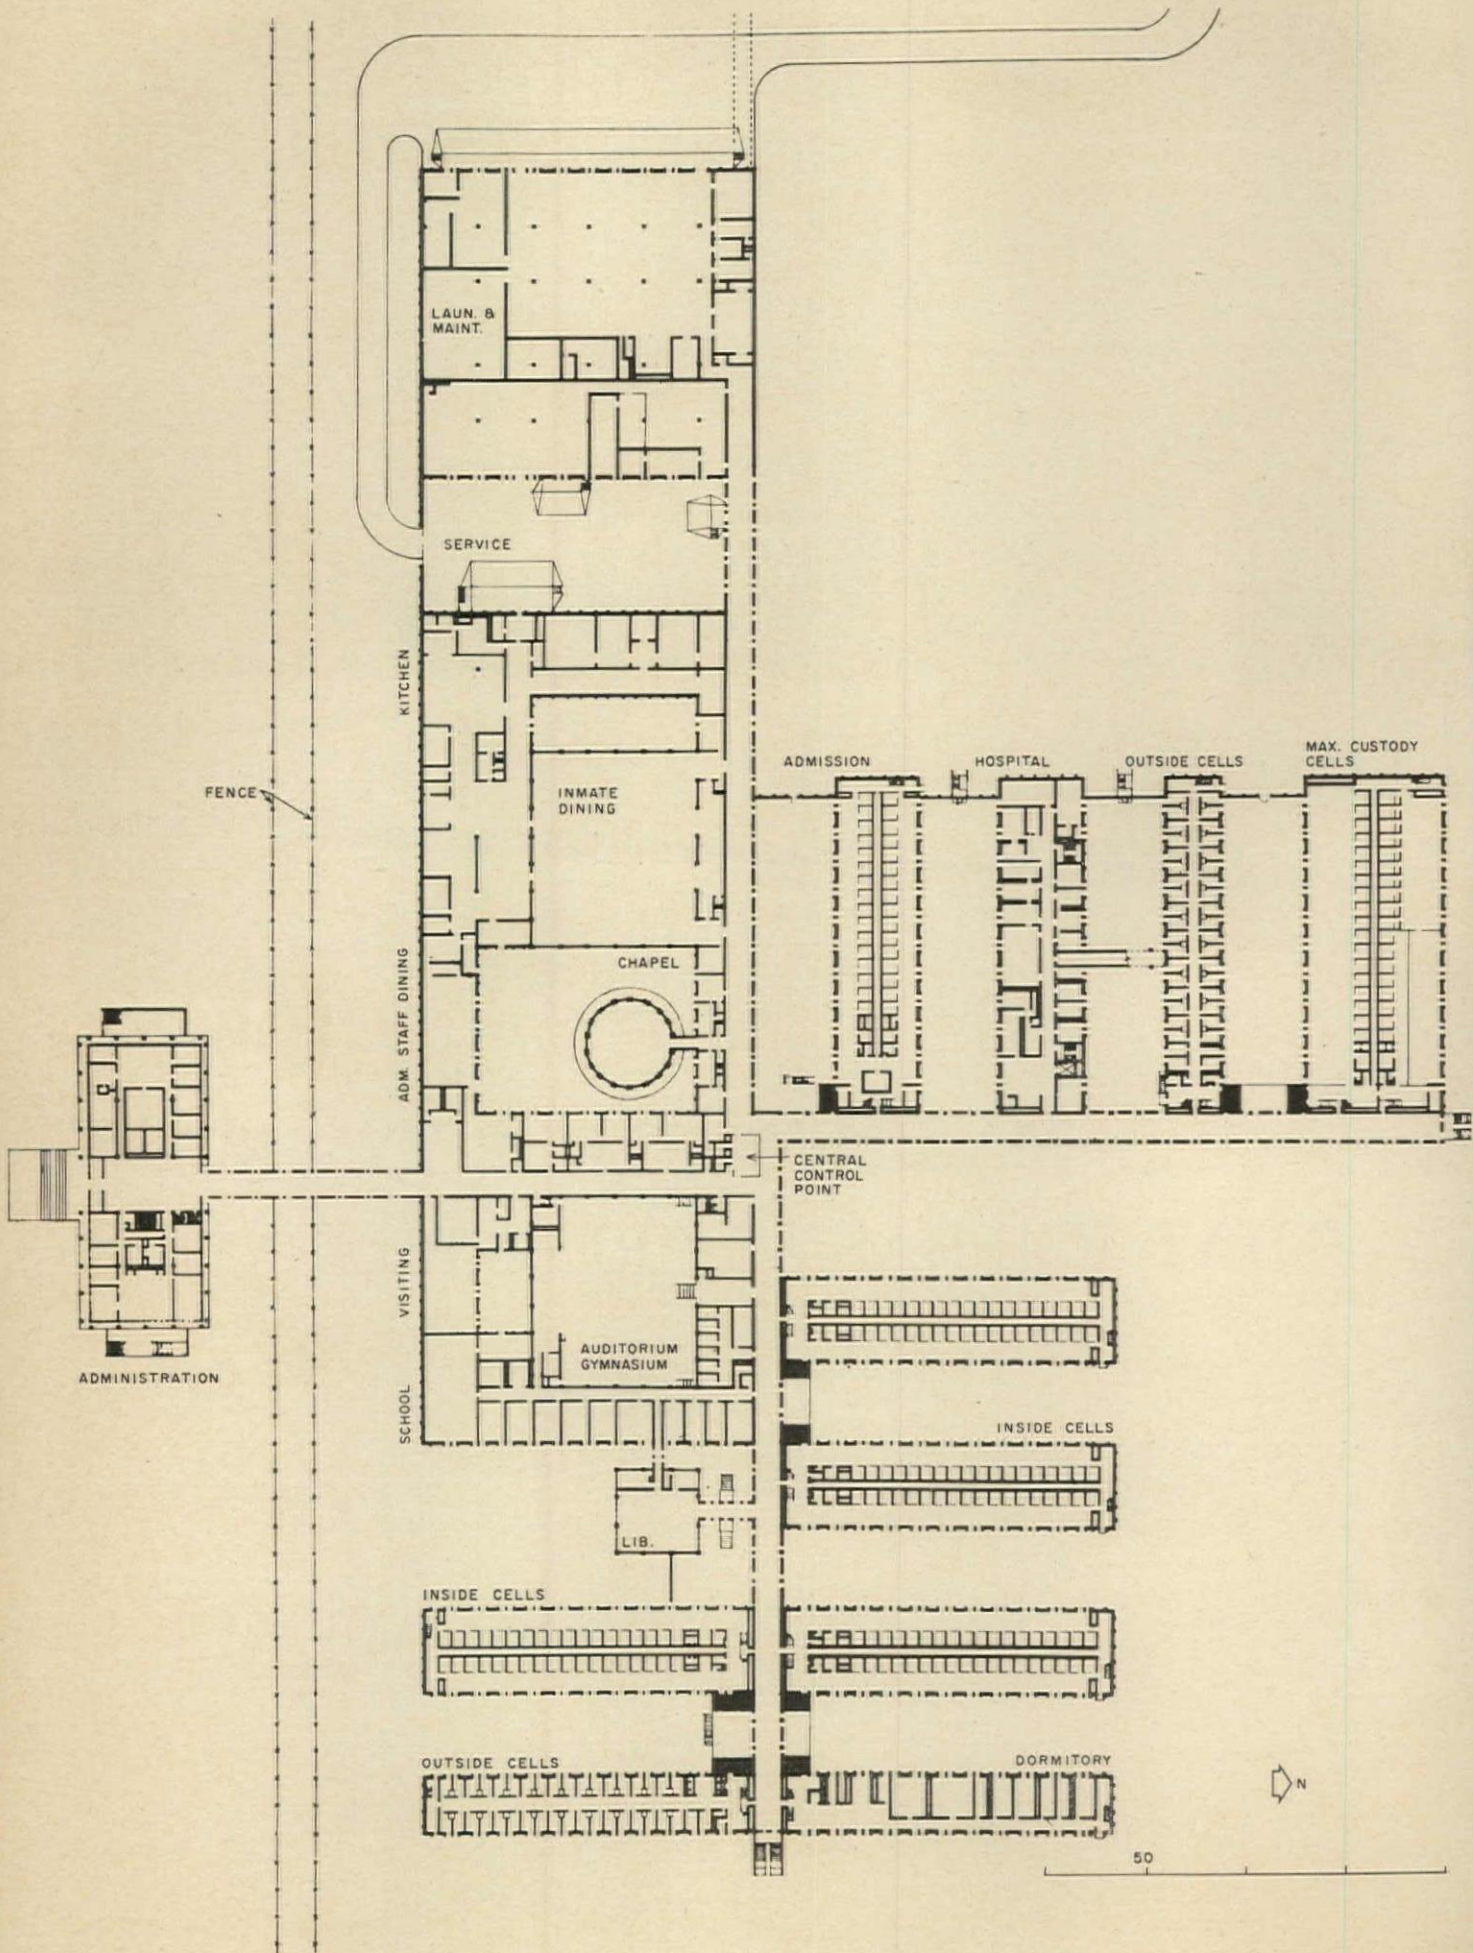 LAUN. &
MAINT.
SERVICE
KITCHEN
FENCE
INMATE
DINING
ADMISSION
HOSPITAL
OUTSIDE CELLS
MAX. CUSTODY
CELLS
CHAPEL
ADM. STAFF DINING
CENTRAL
CONTROL
POINT
VISITING
AUDITORIUM
GYMNASIUM
ADMINISTRATION
SCHOOL
INSIDE CELLS
LIB.
INSIDE CELLS
OUTSIDE CELLS
DORMITORY
N
50